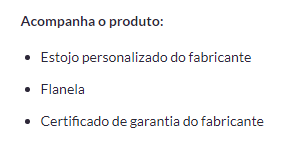 Acompanha o produto:
• Estojo personalizado do fabricante
• Flanela
• Certificado de garantia do fabricante